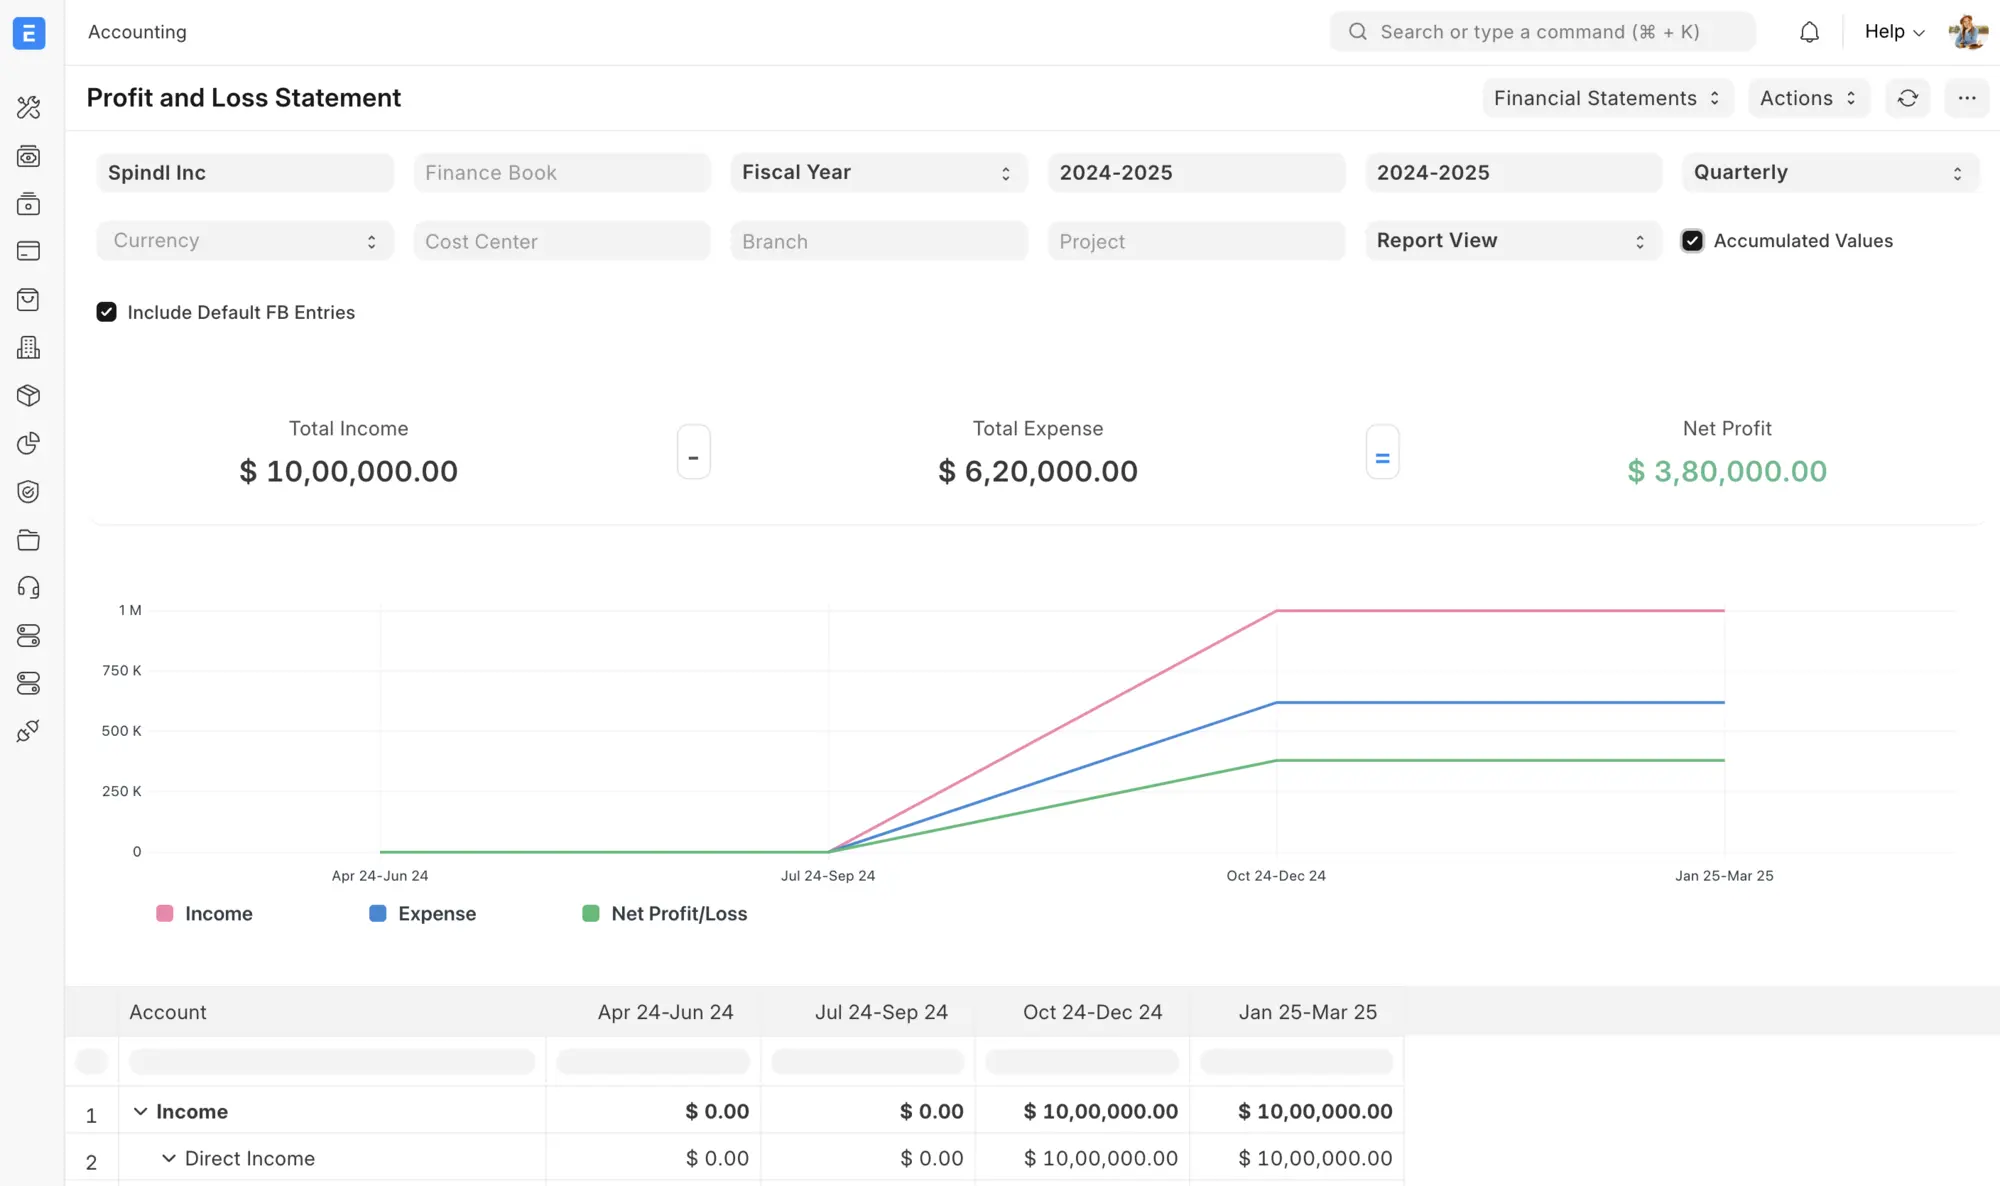 E
Accounting
Search or type a command (⌘ + K)
Help
Profit and Loss Statement
Financial Statements
Actions
Spindl Inc
Finance Book
Fiscal Year
2024-2025
2024-2025
Quarterly
Currency
Cost Center
Branch
Project
Report View
Accumulated Values
Include Default FB Entries
Total Income
$ 10,00,000.00
-
Total Expense
$ 6,20,000.00
=
Net Profit
$ 3,80,000.00
1 M
750 K
500 K
250 K
0
Apr 24-Jun 24
Jul 24-Sep 24
Oct 24-Dec 24
Jan 25-Mar 25
Income
Expense
Net Profit/Loss
Account Apr 24-Jun 24 Jul 24-Sep 24 Oct 24-Dec 24 Jan 25-Mar 25
1 Income $ 0.00 $ 0.00 $ 10,00,000.00 $ 10,00,000.00
2 Direct Income $ 0.00 $ 0.00 $ 10,00,000.00 $ 10,00,000.00